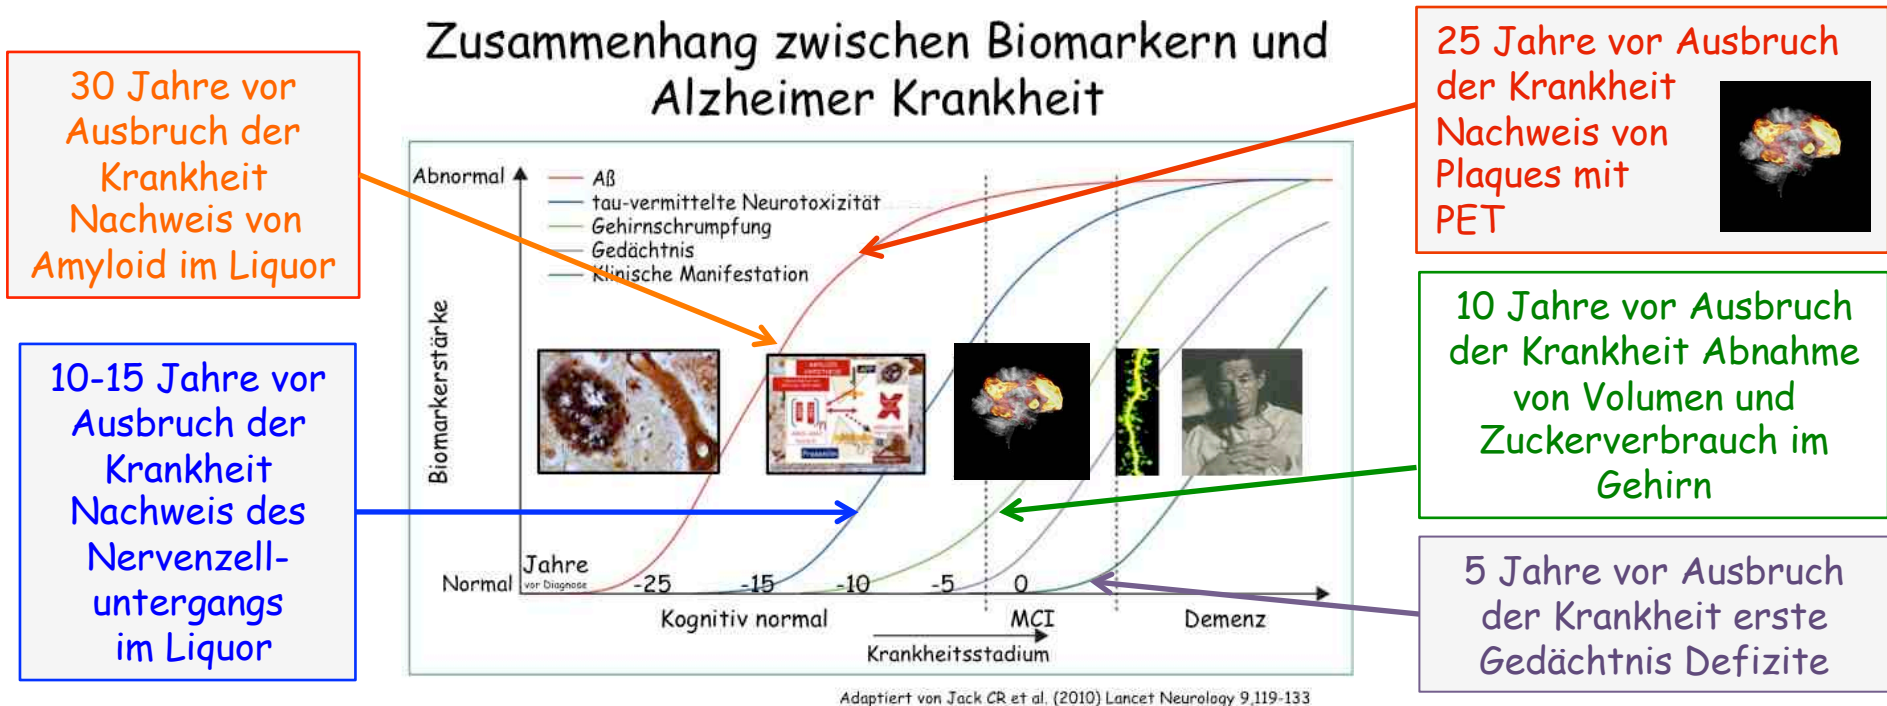 Zusammenhang zwischen Biomarkern und
Alzheimer Krankheit
30 Jahre vor
Ausbruch der
Krankheit
Nachweis von
Amyloid im Liquor
10-15 Jahre vor
Ausbruch der
Krankheit
Nachweis des
Nervenzell-
untergangs
im Liquor
25 Jahre vor Ausbruch
der Krankheit
Nachweis von
Plaques mit
PET
10 Jahre vor Ausbruch
der Krankheit Abnahme
von Volumen und
Zuckerverbrauch im
Gehirn
5 Jahre vor Ausbruch
der Krankheit erste
Gedächtnis Defizite
Abnormal
Aß
tau-vermittelte Neurotoxizität
Gehirnschrumpfung
Gedächtnis
Klinische Manifestation
Biomarkerstärke
Presenilin
Normal
Jahre
vor Diagnose
-25 -15 -10 -5 0
Kognitiv normal MCI Demenz
Krankheitsstadium
Adaptiert von Jack CR et al. (2010) Lancet Neurology 9,119-133